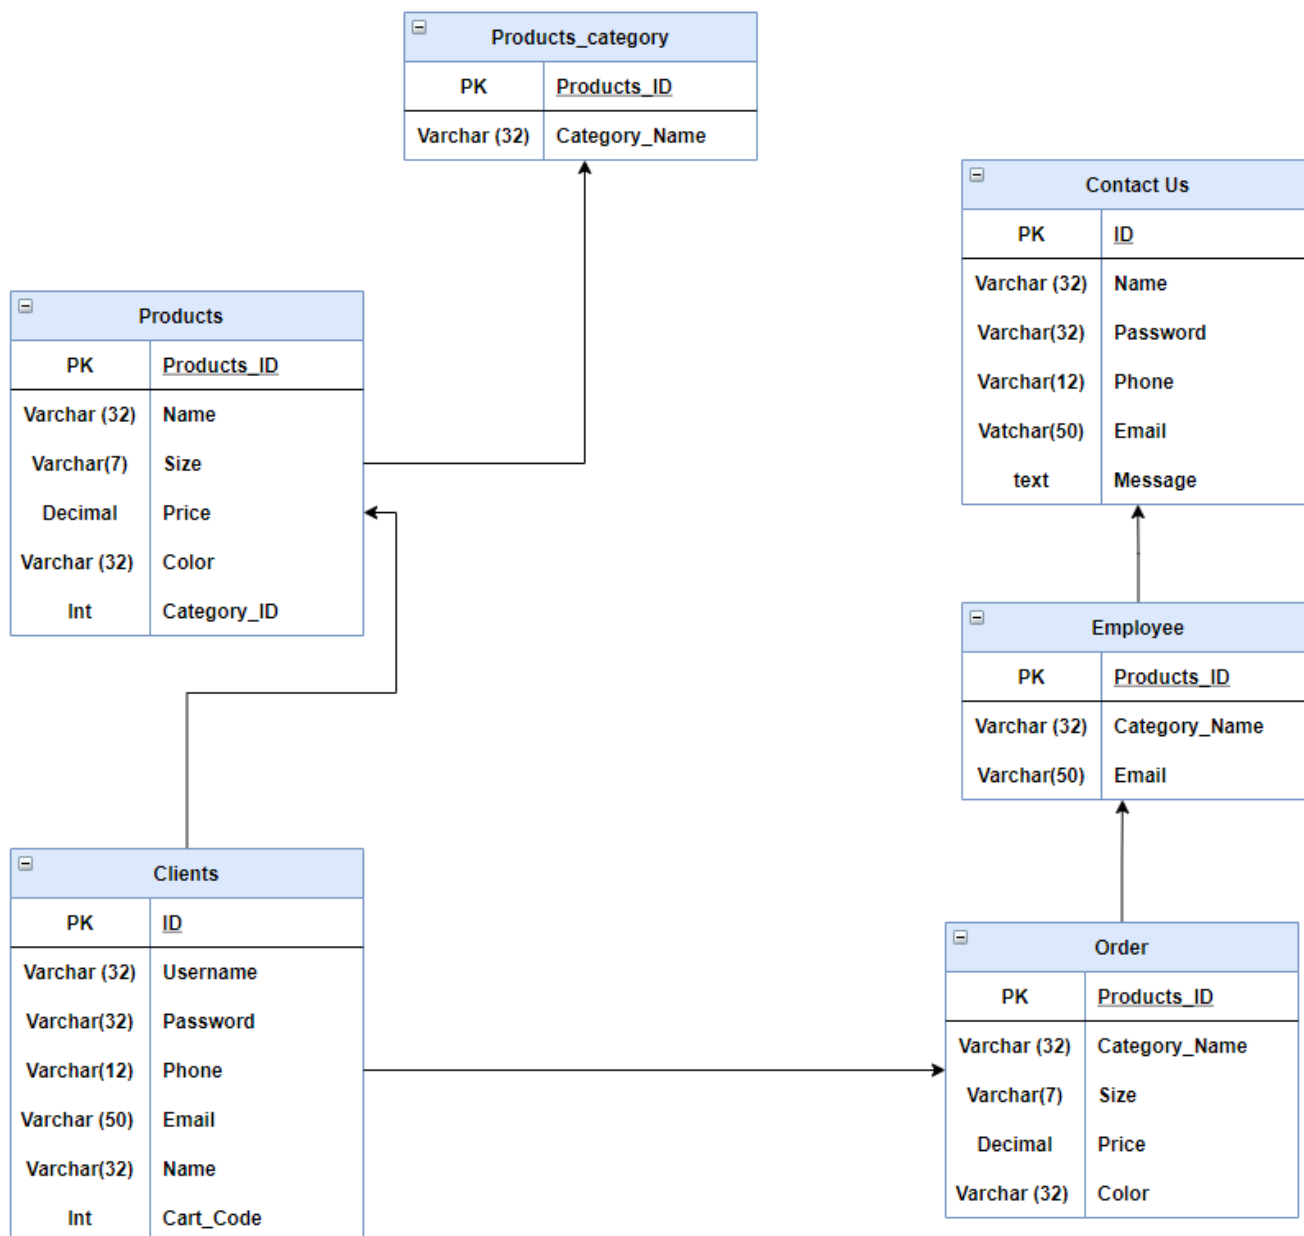 Products_category
PK Products_ID
Varchar (32) Category_Name
Contact Us
PK ID
Varchar (32) Name
Varchar(32) Password
Varchar(12) Phone
Vatchar(50) Email
text Message
Products
PK Products_ID
Varchar (32) Name
Varchar(7) Size
Decimal Price
Varchar (32) Color
Int Category_ID
Employee
PK Products_ID
Varchar (32) Category_Name
Varchar(50) Email
Clients
PK ID
Varchar (32) Username
Varchar(32) Password
Varchar(12) Phone
Varchar (50) Email
Varchar(32) Name
Int Cart_Code
Order
PK Products_ID
Varchar (32) Category_Name
Varchar(7) Size
Decimal Price
Varchar (32) Color